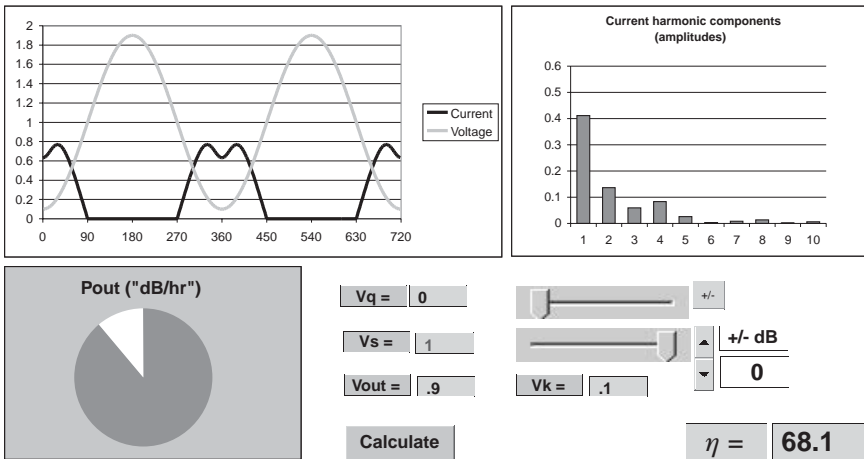 2
1.8
1.6
1.4
1.2
1
0.8
0.6
0.4
0.2
0
0 90 180 270 360 450 540 630 720
Current
Voltage
Current harmonic components
(amplitudes)
0.6
0.5
0.4
0.3
0.2
0.1
0
1 2 3 4 5 6 7 8 9 10
Pout ("dB/hr")
Vq = 0
+/-
Vs = 1
+/- dB
Vout = .9
Vk = .1
0
Calculate
η = 68.1